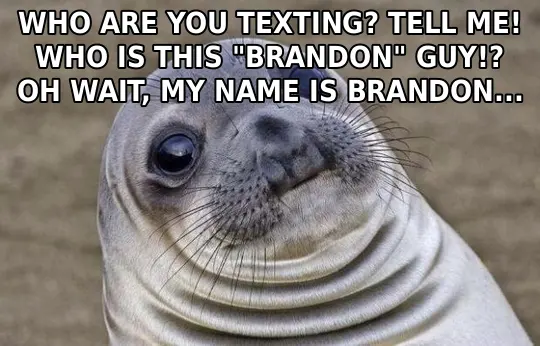 WHO ARE YOU TEXTING? TELL ME!
WHO IS THIS "BRANDON" GUY!?
OH WAIT, MY NAME IS BRANDON...